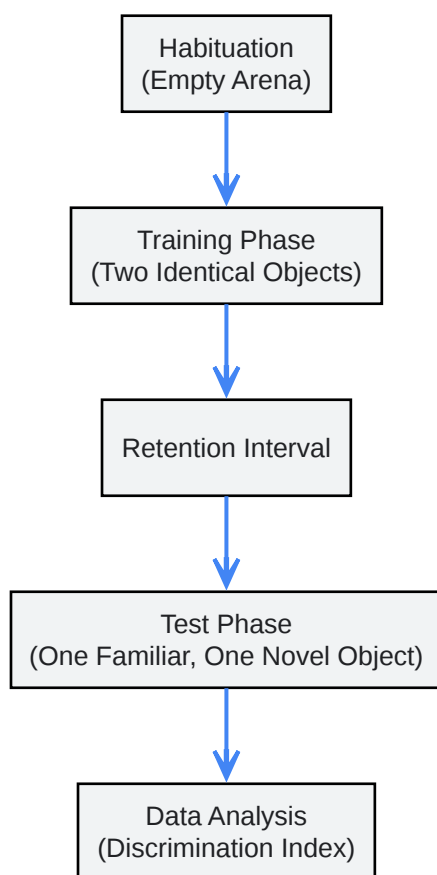 Habituation
(Empty Arena)
Training Phase
(Two Identical Objects)
Retention Interval
Test Phase
(One Familiar, One Novel Object)
Data Analysis
(Discrimination Index)